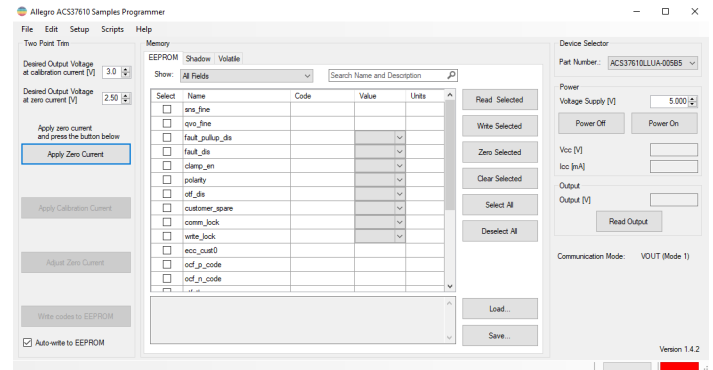 Allegro ACS37610 Samples Programmer
File Edit Setup Scripts Help
Two Point Trim
Desired Output Voltage
at calibration current [V] 3.0
Desired Output Voltage
at zero current [V] 2.50
Apply zero current
and press the button below
Apply Zero Current
Apply Calibration Current
Adjust Zero Current
Write codes to EEPROM
Auto-write to EEPROM
Memory
EEPROM Shadow Volatile
Show: All Fields Search Name and Description
Select Name Code Value Units
sns_fine
qvo_fine
fault_pullup_dis
fault_dis
clamp_en
polarity
otf_dis
customer_spare
comm_lock
write_lock
ecc_cust0
ocf_p_code
ocf_n_code
Read Selected
Write Selected
Zero Selected
Clear Selected
Select All
Deselect All
Load...
Save...
Device Selector
Part Number.: ACS37610LLUA-005B5
Power
Voltage Supply [V] 5.000
Power Off Power On
Vcc [V]
Icc [mA]
Output
Output [V]
Read Output
Communication Mode: VOUT (Mode 1)
Version 1.4.2